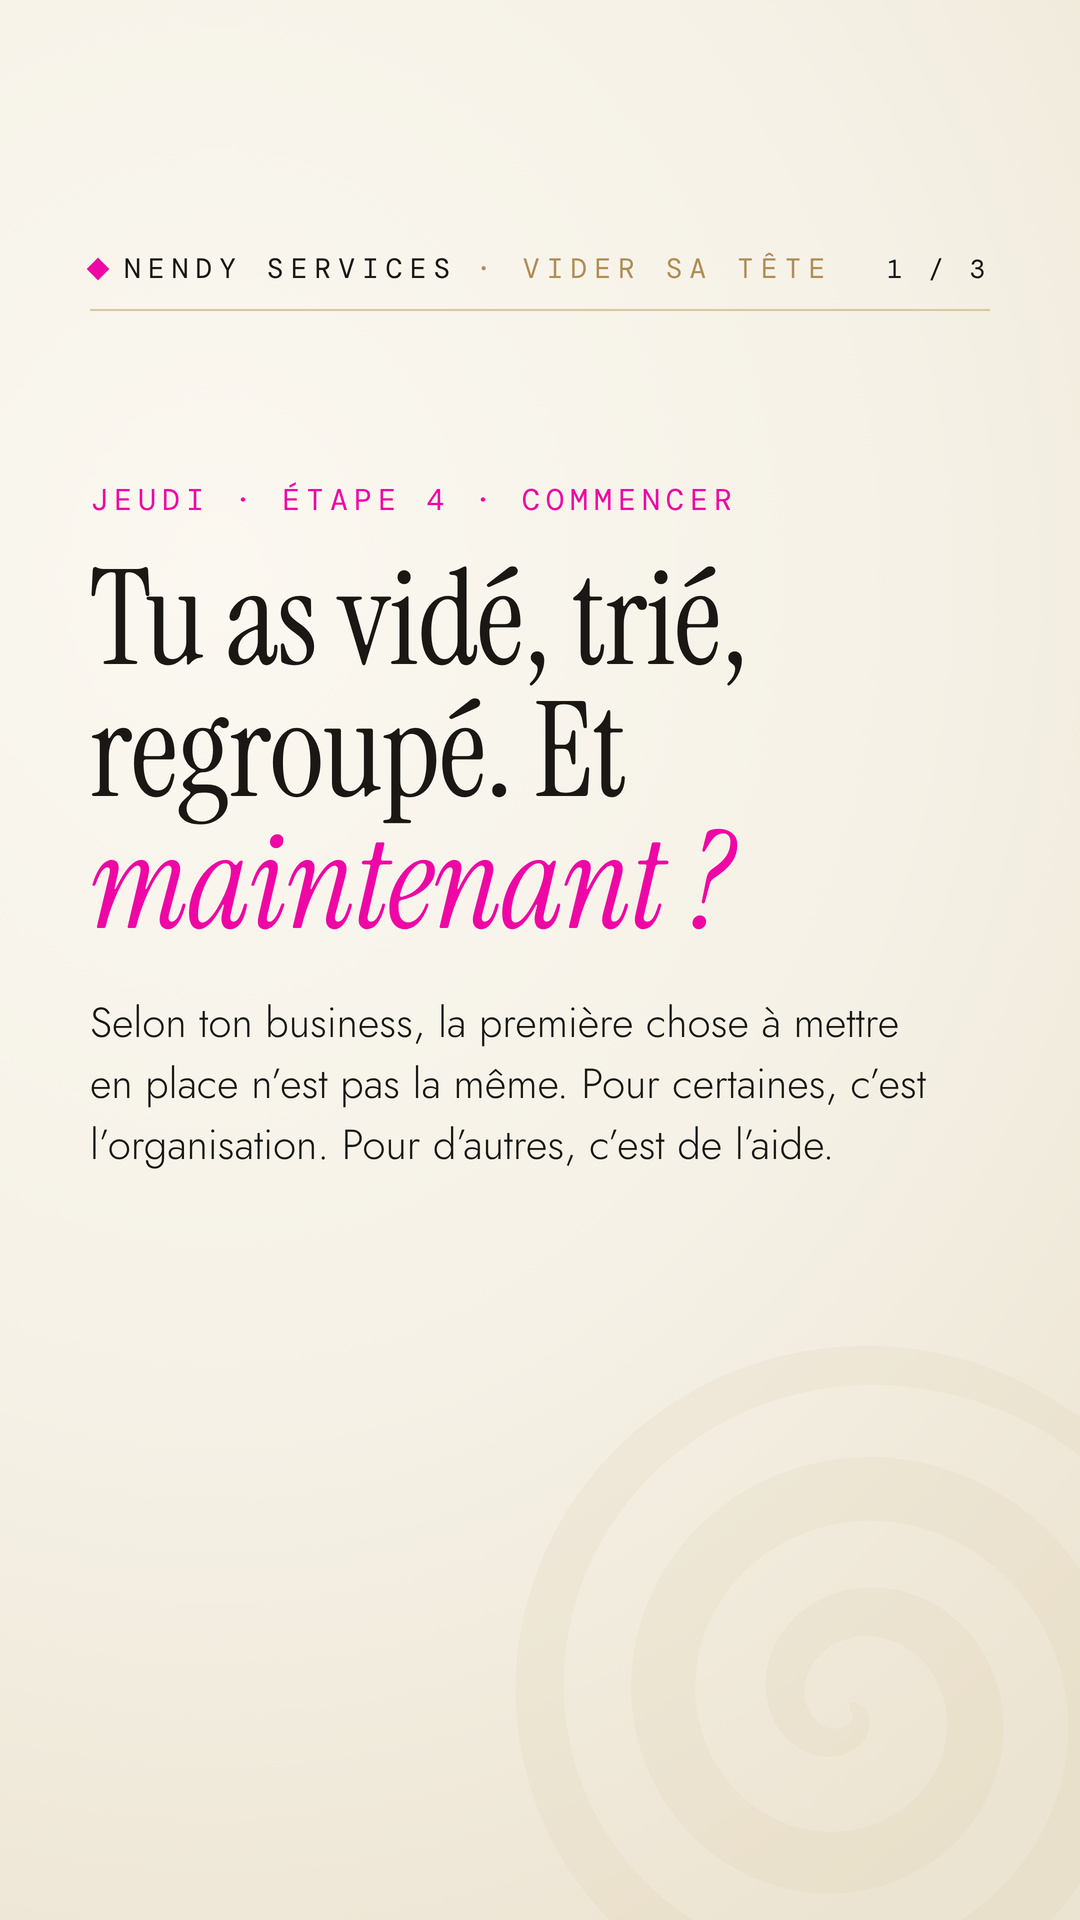 NENDY SERVICES · VIDER SA TÊTE 1 / 3
JEUDI · ÉTAPE 4 · COMMENCER
Tu as vidé, trié,
regroupé. Et
maintenant ?
Selon ton business, la première chose à mettre
en place n’est pas la même. Pour certaines, c’est
l’organisation. Pour d’autres, c’est de l’aide.